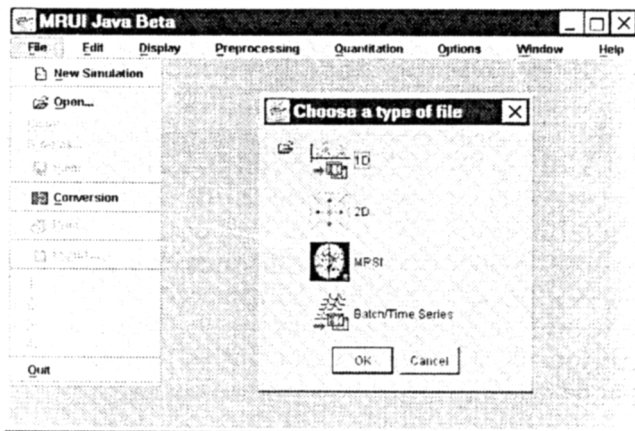 MRUI Java Beta
File Edit Display Preprocessing Quantitation Options Window Help
New Simulation
Open...
Conversion
Quit
Choose a type of file
1D
2D
MRSI
Batch/Time Series
OK Cancel